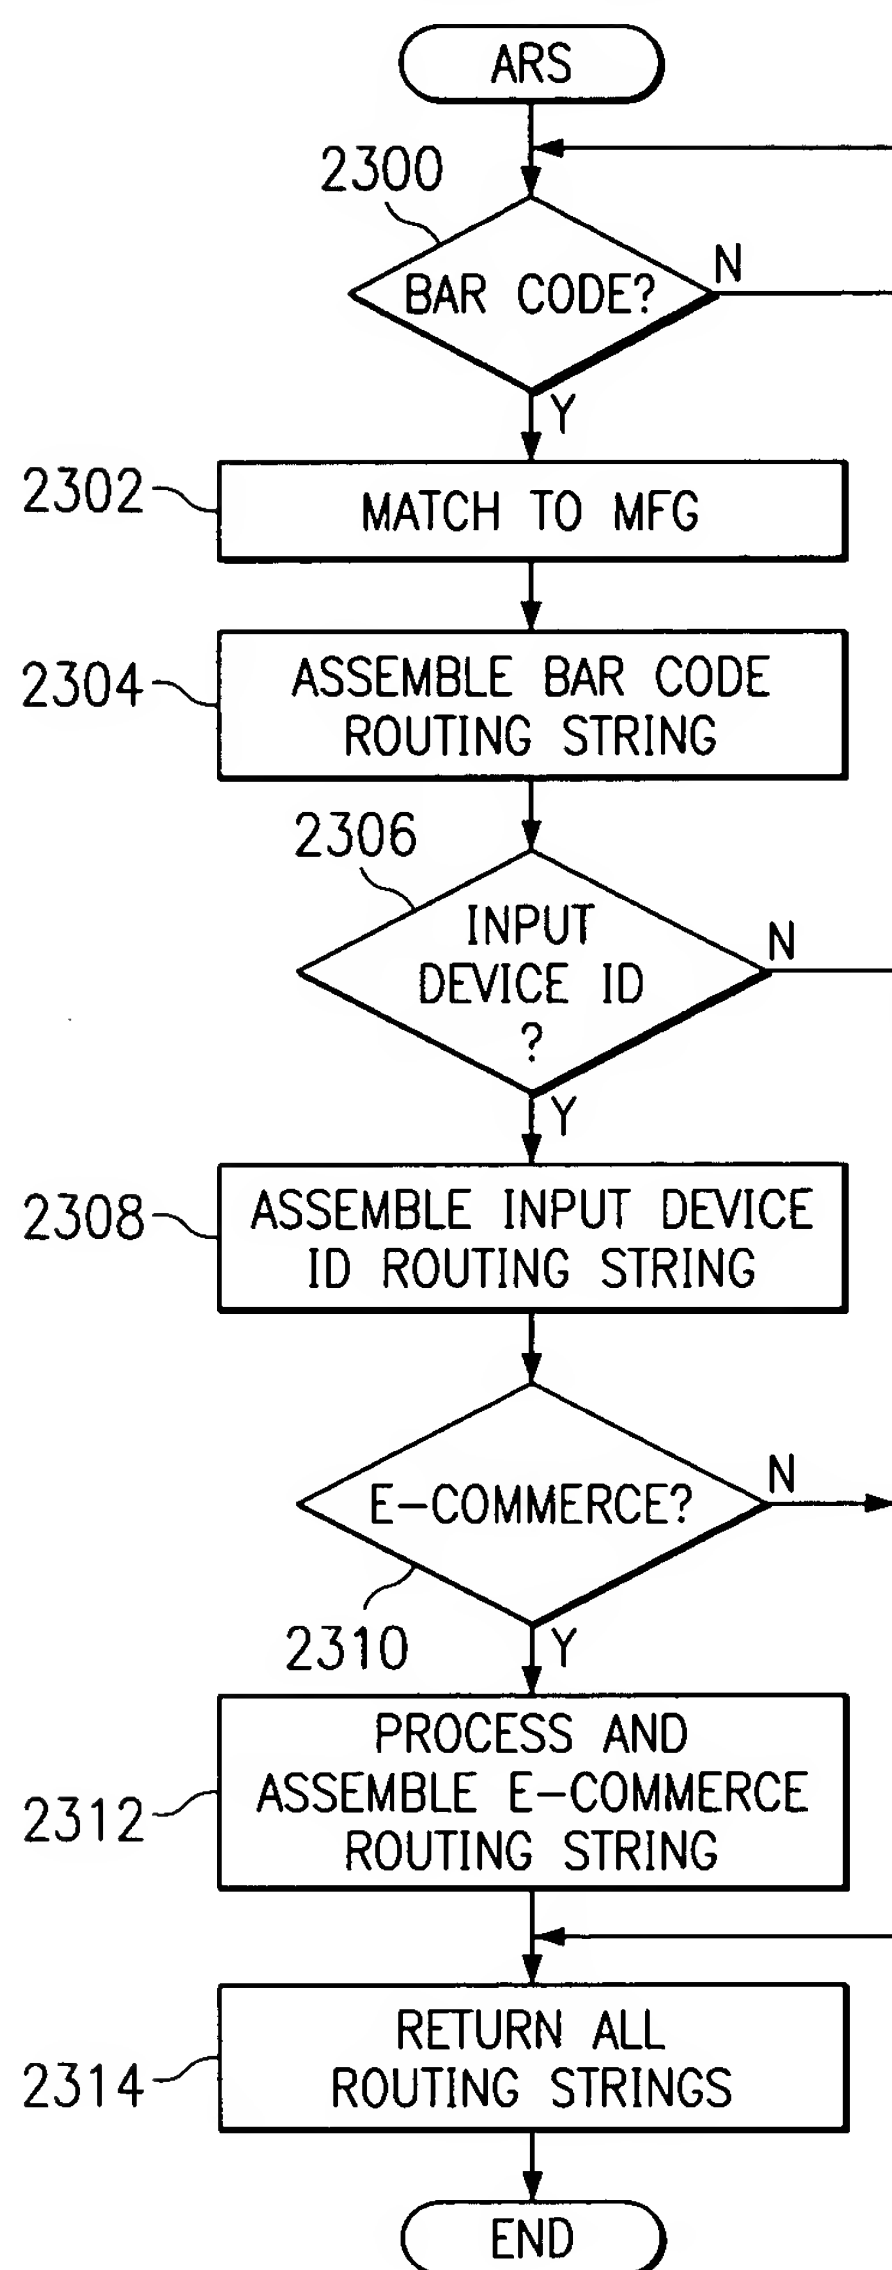 ARS
2300
BAR CODE?
N
Y
2302
MATCH TO MFG
2304
ASSEMBLE BAR CODE
ROUTING STRING
2306
INPUT
DEVICE ID
?
N
Y
2308
ASSEMBLE INPUT DEVICE
ID ROUTING STRING
E-COMMERCE?
N
2310
Y
2312
PROCESS AND
ASSEMBLE E-COMMERCE
ROUTING STRING
2314
RETURN ALL
ROUTING STRINGS
END